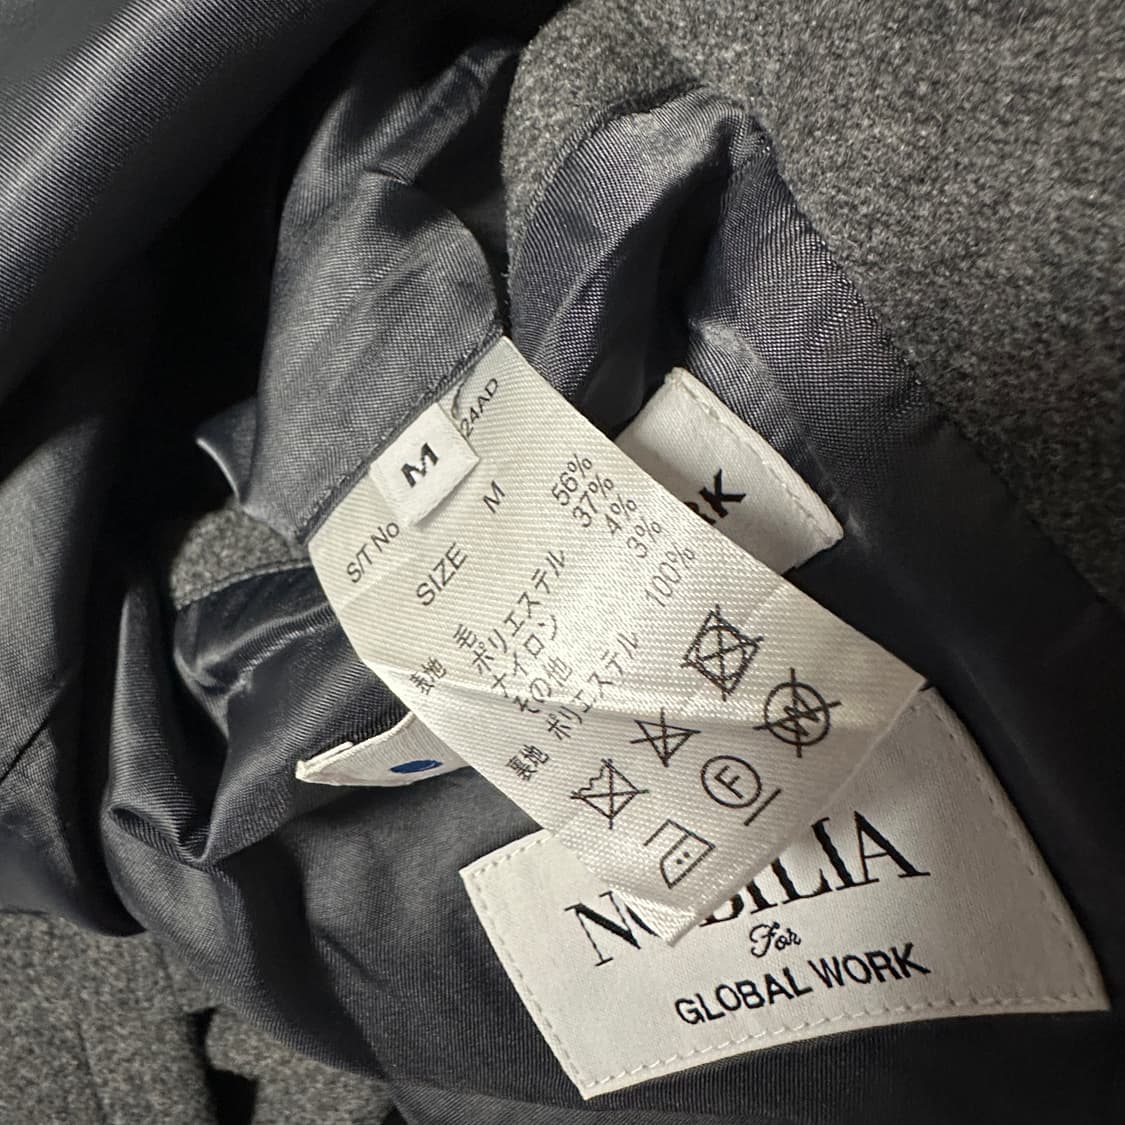 M
S/T No 24AD
SIZE M
表地 毛 56%
ポリエステル 37%
ナイロン 4%
その他 3%
裏地 ポリエステル 100%
F
W
RK
BILIA
For
GLOBAL WORK